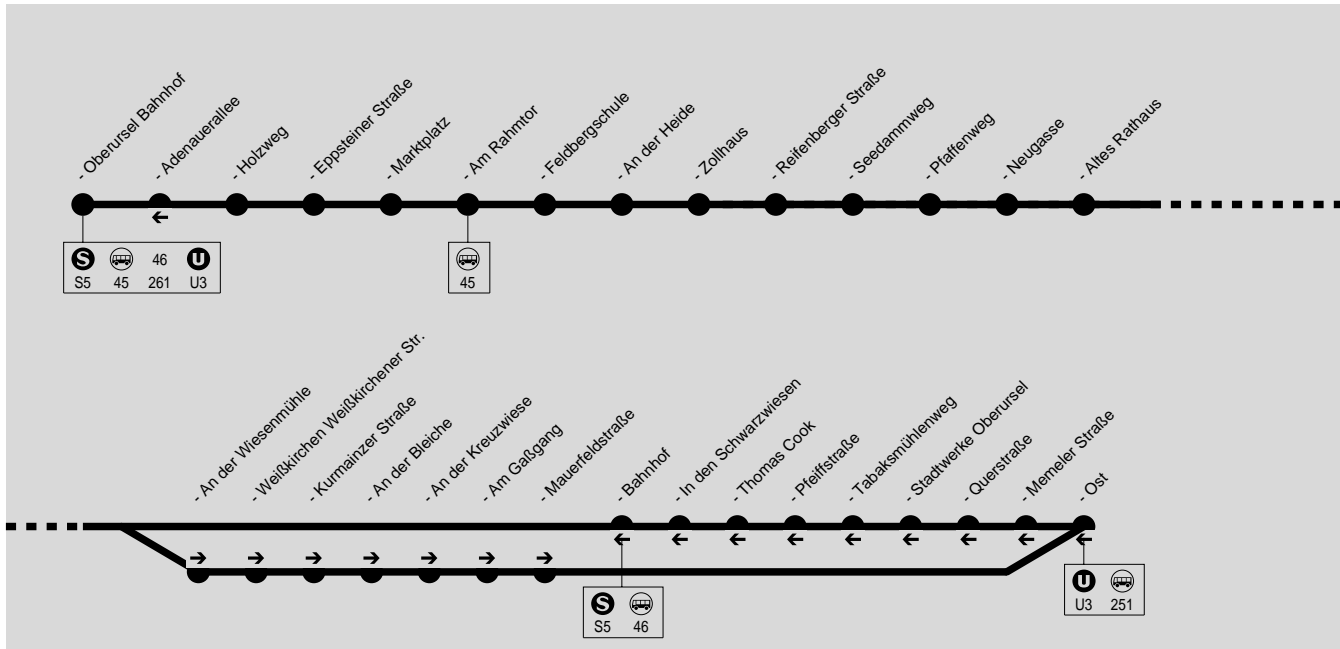 - Oberursel Bahnhof
- Adenauerallee
- Holzweg
- Eppsteiner Straße
- Marktplatz
- Am Rahmtor
- Feldbergschule
- An der Heide
- Zollhaus
- Reifenberger Straße
- Seedammweg
- Pfaffenweg
- Neugasse
- Altes Rathaus
S 46 U
S5 45 261 U3
45
- An der Wiesenmühle
- Weißkirchen Weißkirchener Str.
- Kurmainzer Straße
- An der Bleiche
- An der Kreuzwiese
- Am Gaßgang
- Mauerfeldstraße
- Bahnhof
- In den Schwarzwiesen
- Thomas Cook
- Pfeiffstraße
- Tabaksmühlenweg
- Stadtwerke Oberursel
- Querstraße
- Memeler Straße
- Ost
S
S5 46
U
U3 251